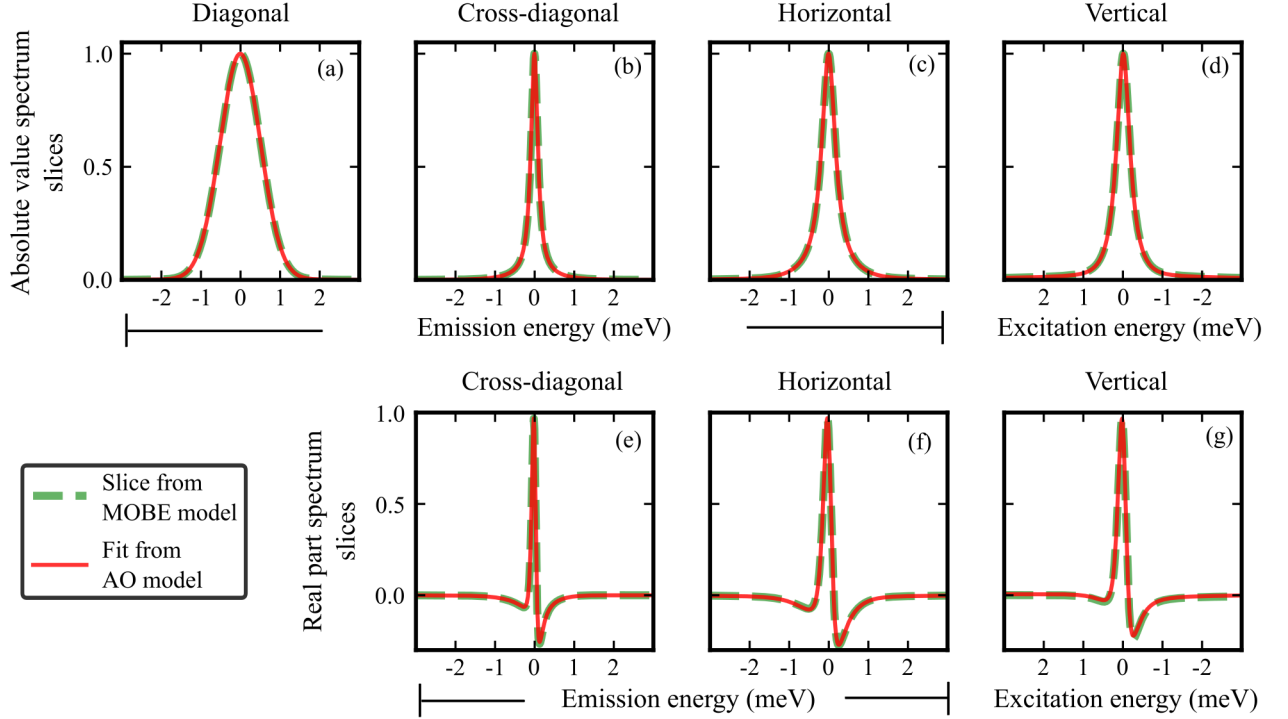 Diagonal
Cross-diagonal
Horizontal
Vertical
Absolute value spectrum
slices
1.0
0.5
0.0
(a)
(b)
(c)
(d)
-2 -1 0 1 2
-2 -1 0 1 2
-2 -1 0 1 2
2 1 0 -1 -2
Emission energy (meV)
Excitation energy (meV)
Cross-diagonal
Horizontal
Vertical
Real part spectrum
slices
1.0
0.5
0.0
(e)
(f)
(g)
Slice from
MOBE model
Fit from
AO model
-2 -1 0 1 2
-2 -1 0 1 2
2 1 0 -1 -2
Emission energy (meV)
Excitation energy (meV)